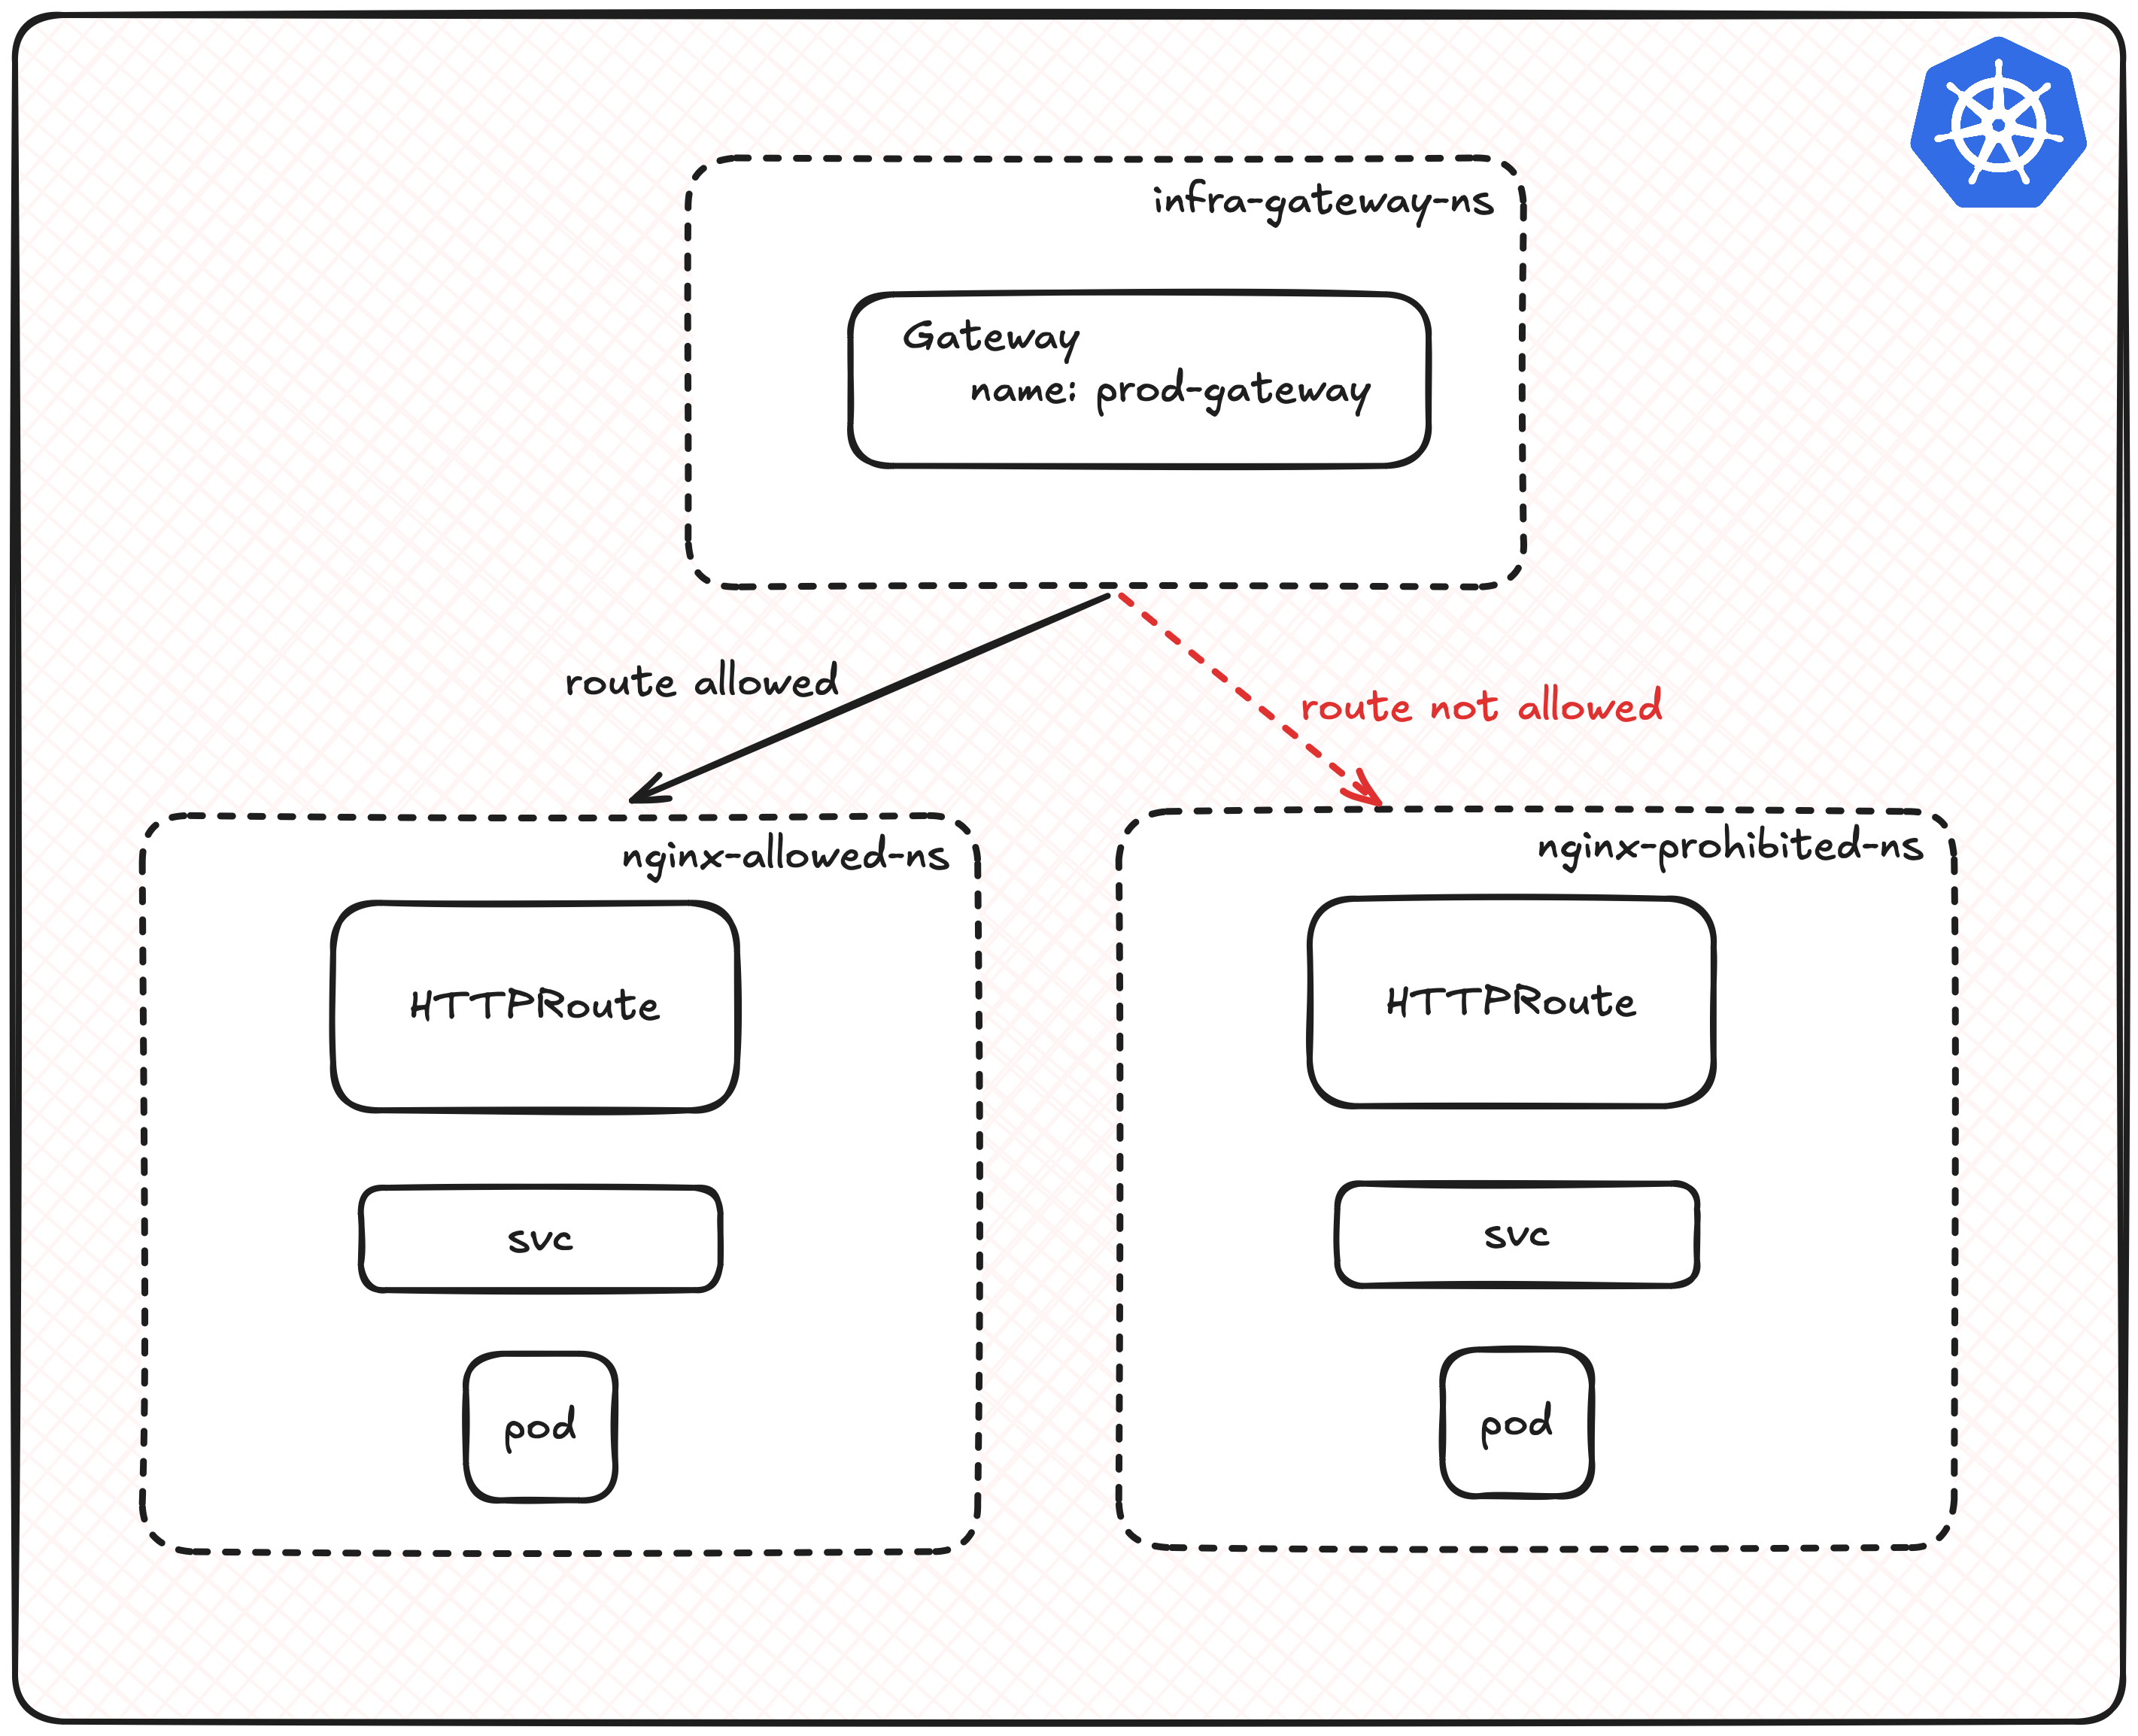 infra-gateway-ns
Gateway
name: prod-gateway
route allowed
route not allowed
nginx-allowed-ns
HTTPRoute
svc
pod
nginx-prohibited-ns
HTTPRoute
svc
pod